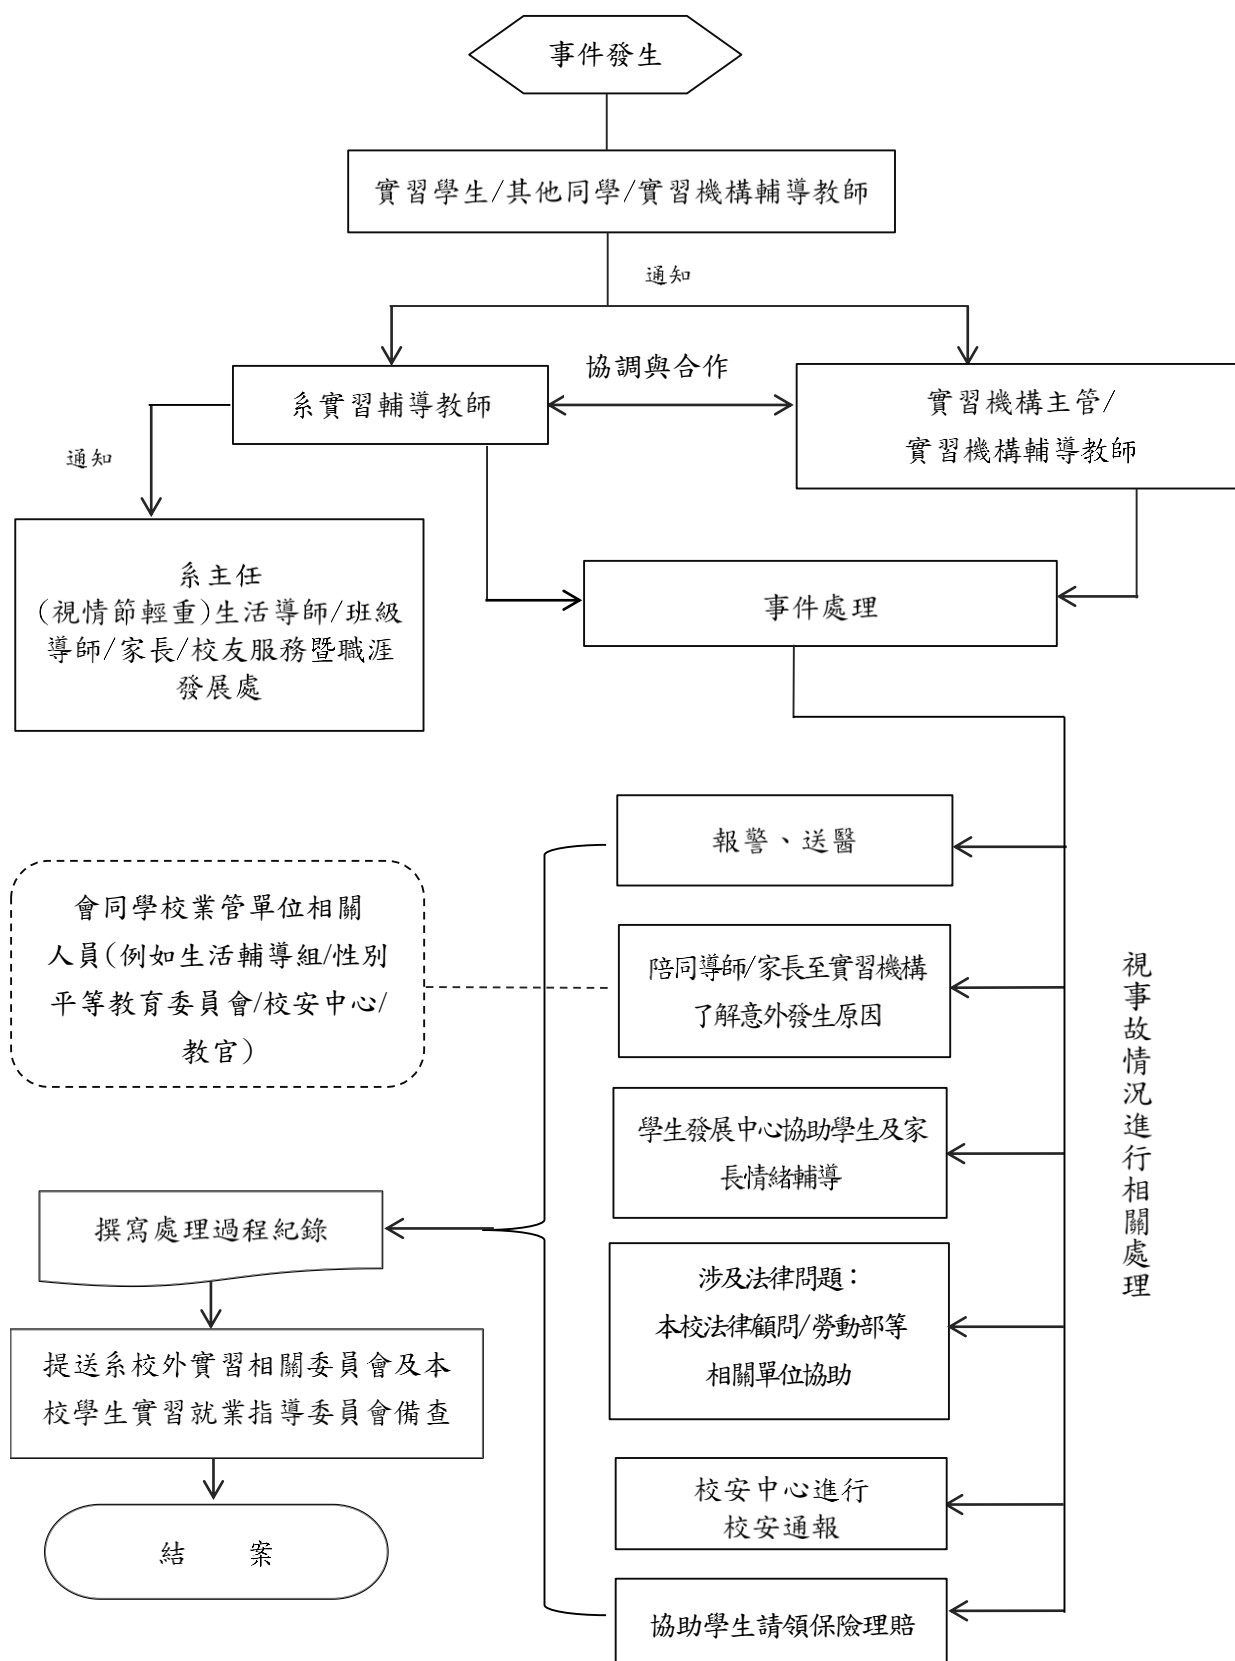 事件發生
實習學生/其他同學/實習機構輔導教師
通知
協調與合作
系實習輔導教師
實習機構主管/
實習機構輔導教師
通知
系主任
(視情節輕重)生活導師/班級
導師/家長/校友服務暨職涯
發展處
事件處理
視事故情況進行相關處理
報警、送醫
會同學校業管單位相關
人員(例如生活輔導組/性別
平等教育委員會/校安中心/
教官)
陪同導師/家長至實習機構
了解意外發生原因
學生發展中心協助學生及家
長情緒輔導
涉及法律問題：
本校法律顧問/勞動部等
相關單位協助
校安中心進行
校安通報
協助學生請領保險理賠
撰寫處理過程紀錄
提送系校外實習相關委員會及本
校學生實習就業指導委員會備查
結　　案